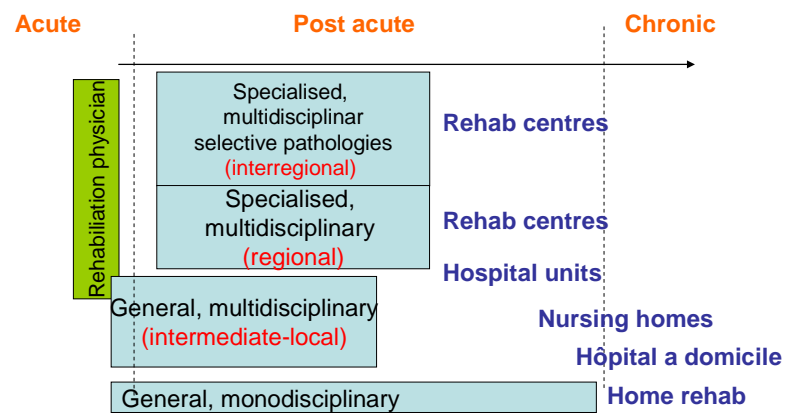 Acute
Post acute
Chronic
Rehabiliation physician
Specialised,
multidisciplinar
selective pathologies
(interregional)
Rehab centres
Specialised,
multidisciplinary
(regional)
Rehab centres
Hospital units
General, multidisciplinary
(intermediate-local)
Nursing homes
Hôpital a domicile
General, monodisciplinary
Home rehab